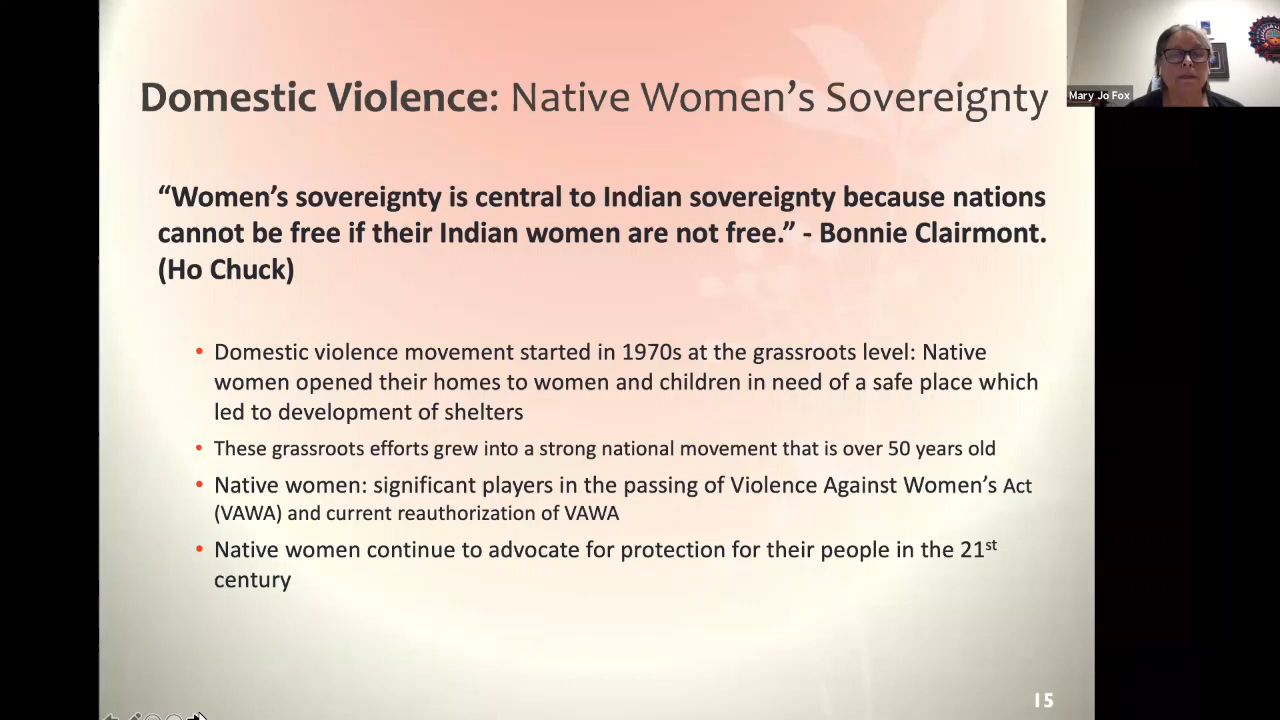 Domestic Violence: Native Women’s Sovereignty
Mary Jo Fox
“Women’s sovereignty is central to Indian sovereignty because nations
cannot be free if their Indian women are not free.” - Bonnie Clairmont.
(Ho Chuck)
• Domestic violence movement started in 1970s at the grassroots level: Native
women opened their homes to women and children in need of a safe place which
led to development of shelters
• These grassroots efforts grew into a strong national movement that is over 50 years old
• Native women: significant players in the passing of Violence Against Women’s Act
(VAWA) and current reauthorization of VAWA
• Native women continue to advocate for protection for their people in the 21st
century
15